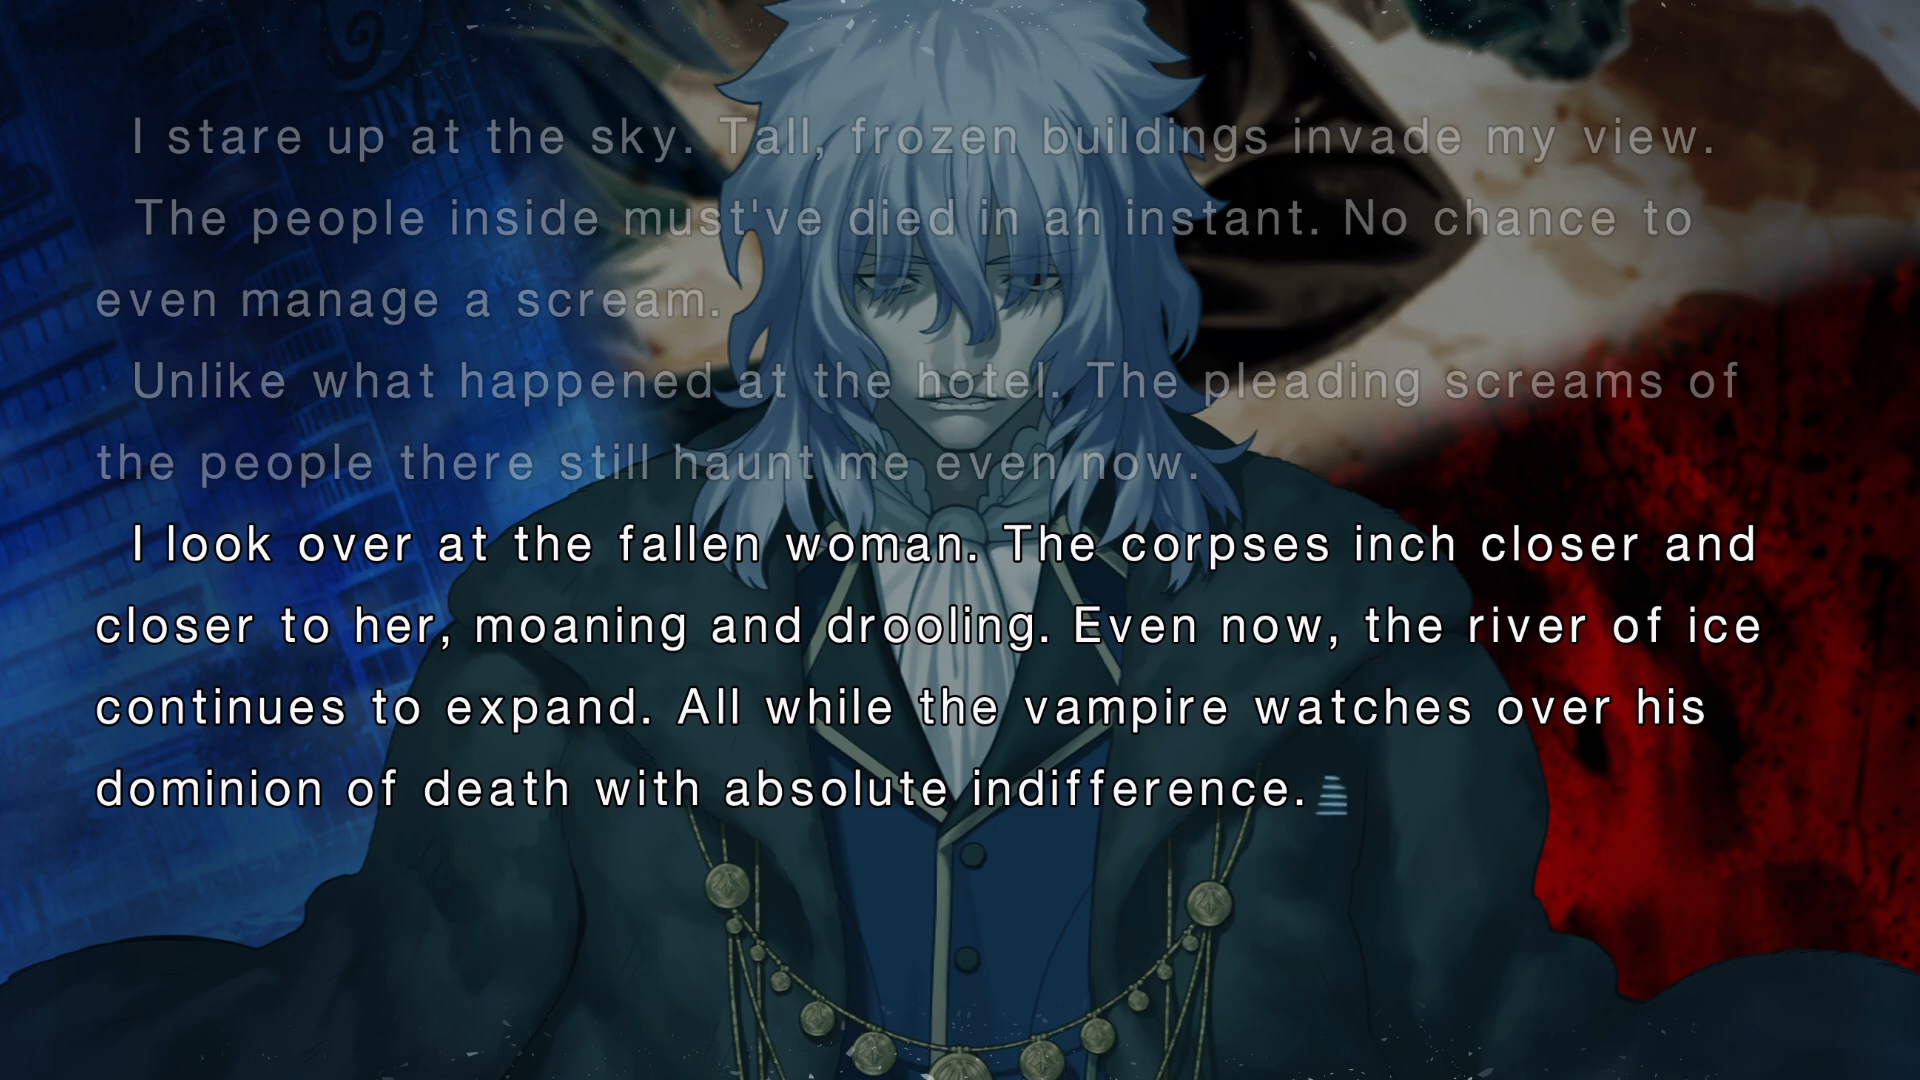 I stare up at the sky. Tall, frozen buildings invade my view.
The people inside must've died in an instant. No chance to
even manage a scream.
Unlike what happened at the hotel. The pleading screams of
the people there still haunt me even now.
I look over at the fallen woman. The corpses inch closer and
closer to her, moaning and drooling. Even now, the river of ice
continues to expand. All while the vampire watches over his
dominion of death with absolute indifference.